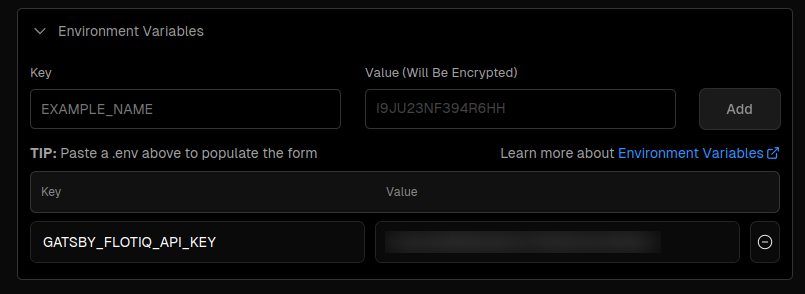 Environment Variables
Key
Value (Will Be Encrypted)
EXAMPLE_NAME
I9JU23NF394R6HH
Add
TIP: Paste a .env above to populate the form
Learn more about Environment Variables
Key
Value
GATSBY_FLOTIQ_API_KEY